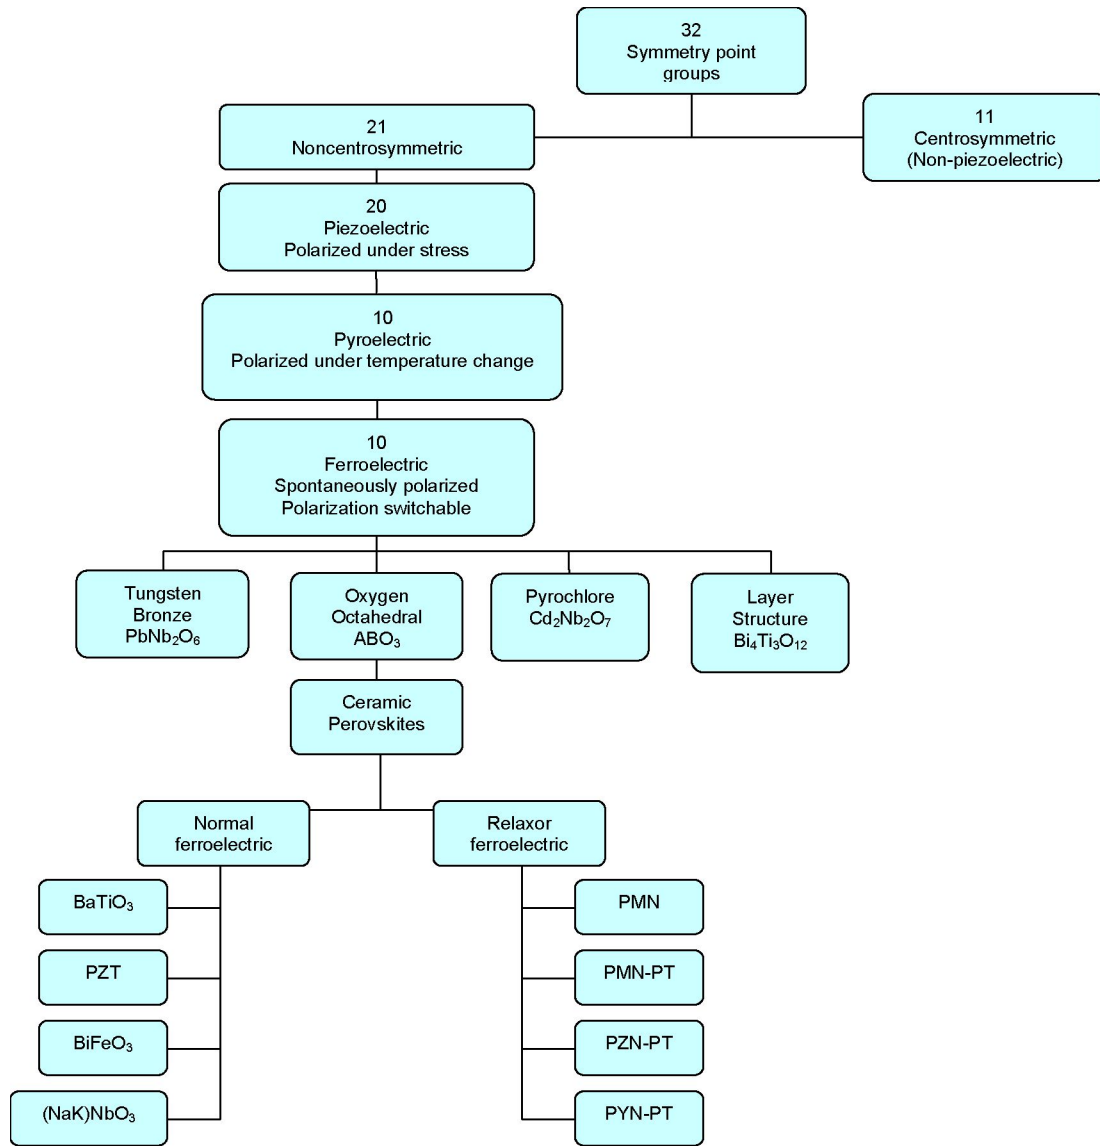 32
Symmetry point
groups
21
Noncentrosymmetric
11
Centrosymmetric
(Non-piezoelectric)
20
Piezoelectric
Polarized under stress
10
Pyroelectric
Polarized under temperature change
10
Ferroelectric
Spontaneously polarized
Polarization switchable
Tungsten
Bronze
PbNb₂O₆
Oxygen
Octahedral
ABO₃
Pyrochlore
Cd₂Nb₂O₇
Layer
Structure
Bi₄Ti₃O₁₂
Ceramic
Perovskites
Normal
ferroelectric
Relaxor
ferroelectric
BaTiO₃
PZT
BiFeO₃
(NaK)NbO₃
PMN
PMN-PT
PZN-PT
PYN-PT